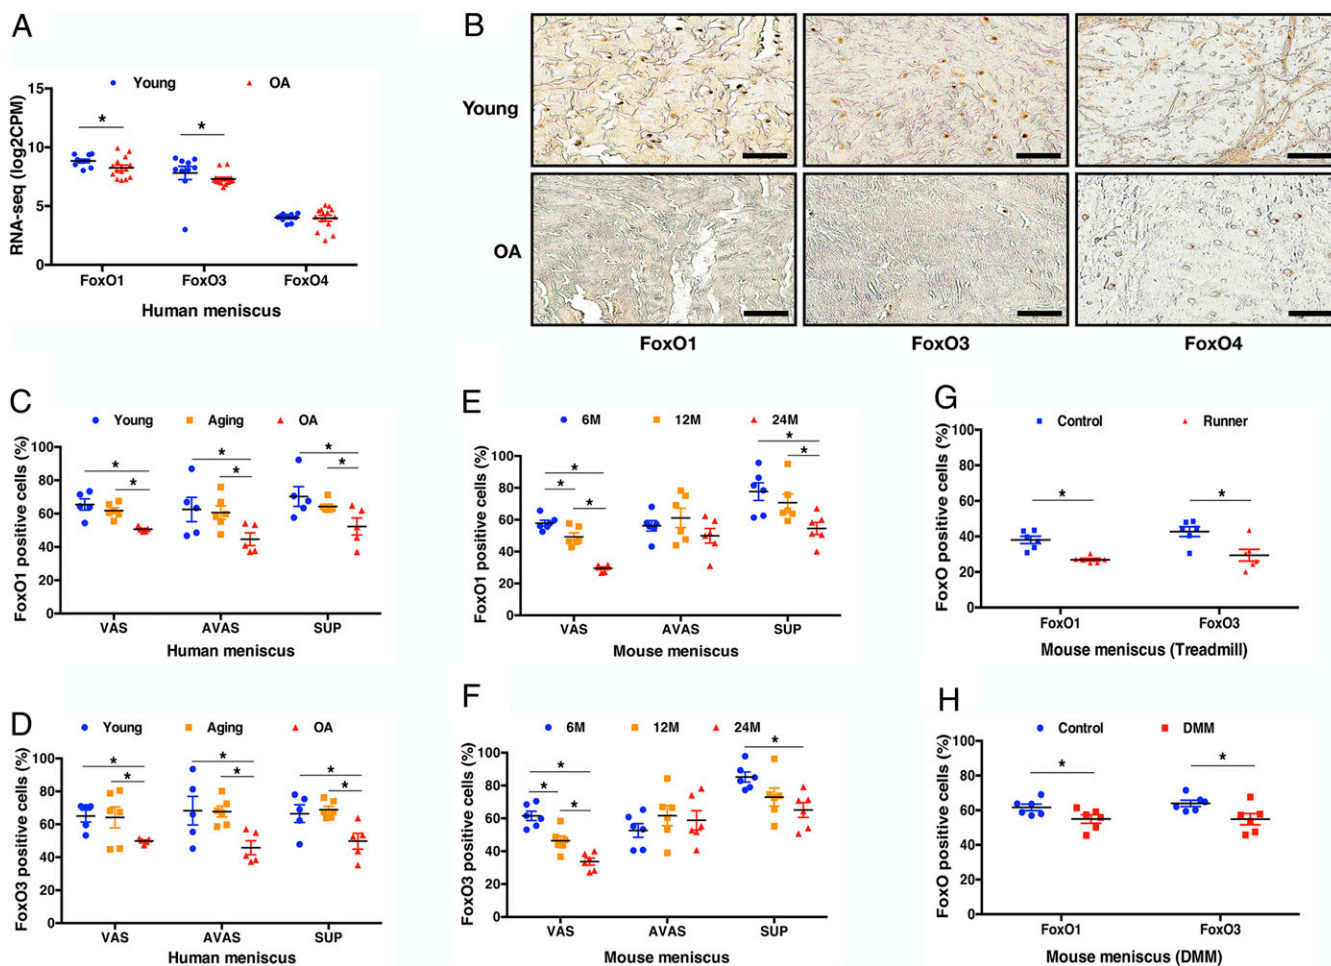 A
Young OA
RNA-seq (log2CPM)
15
10
5
0
*
*
FoxO1 FoxO3 FoxO4
Human meniscus
B
Young
OA
FoxO1 FoxO3 FoxO4
C
Young Aging OA
FoxO1 positive cells (%)
100
80
60
40
20
0
*
*
*
*
*
*
VAS AVAS SUP
Human meniscus
D
Young Aging OA
FoxO3 positive cells (%)
100
80
60
40
20
0
*
*
*
*
*
*
VAS AVAS SUP
Human meniscus
E
6M 12M 24M
FoxO1 positive cells (%)
100
80
60
40
20
0
*
*
*
*
*
VAS AVAS SUP
Mouse meniscus
F
6M 12M 24M
FoxO3 positive cells (%)
100
80
60
40
20
0
*
*
*
*
VAS AVAS SUP
Mouse meniscus
G
Control Runner
FoxO positive cells (%)
100
80
60
40
20
0
*
*
FoxO1 FoxO3
Mouse meniscus (Treadmill)
H
Control DMM
FoxO positive cells (%)
100
80
60
40
20
0
*
*
FoxO1 FoxO3
Mouse meniscus (DMM)